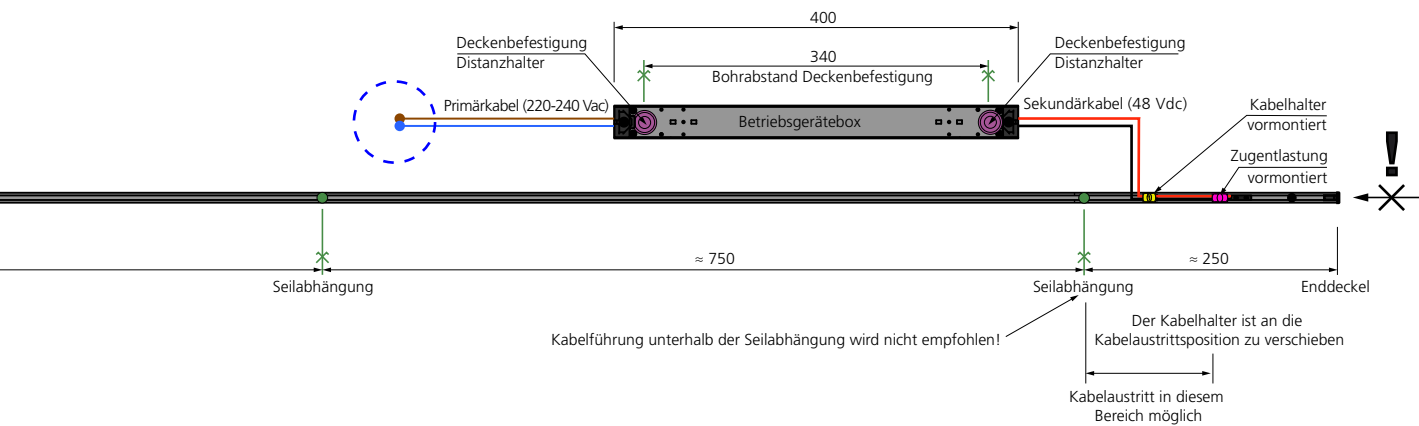 400
Deckenbefestigung
Distanzhalter
340
Bohrabstand Deckenbefestigung
Deckenbefestigung
Distanzhalter
Primärkabel (220-240 Vac)
Betriebsgerätebox
Sekundärkabel (48 Vdc)
Kabelhalter
vormontiert
Zugentlastung
vormontiert
!
≈ 750
≈ 250
Seilabhängung
Seilabhängung
Enddeckel
Kabelführung unterhalb der Seilabhängung wird nicht empfohlen!
Der Kabelhalter ist an die
Kabelaustrittsposition zu verschieben
Kabelaustritt in diesem
Bereich möglich